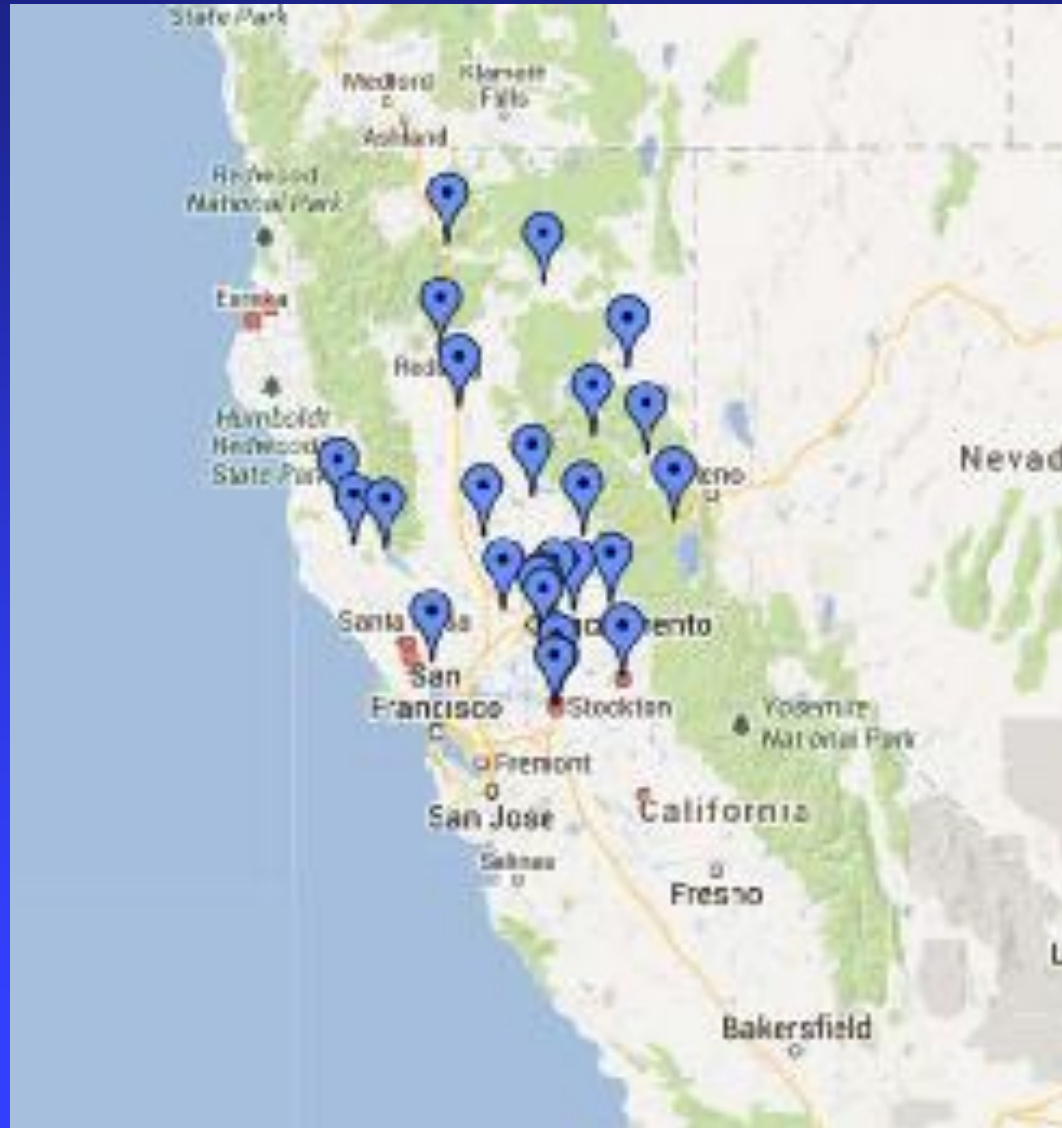 State Park
Medford
Klamath
Falls
Ashland
Redwood
National Park
Eureka
Humboldt
Redwood
State Park
Nevad
Santa
San
Francisco
Stockton
Yosemite
National Park
Fremont
San Jose
California
Salinas
Fresno
Bakersfield